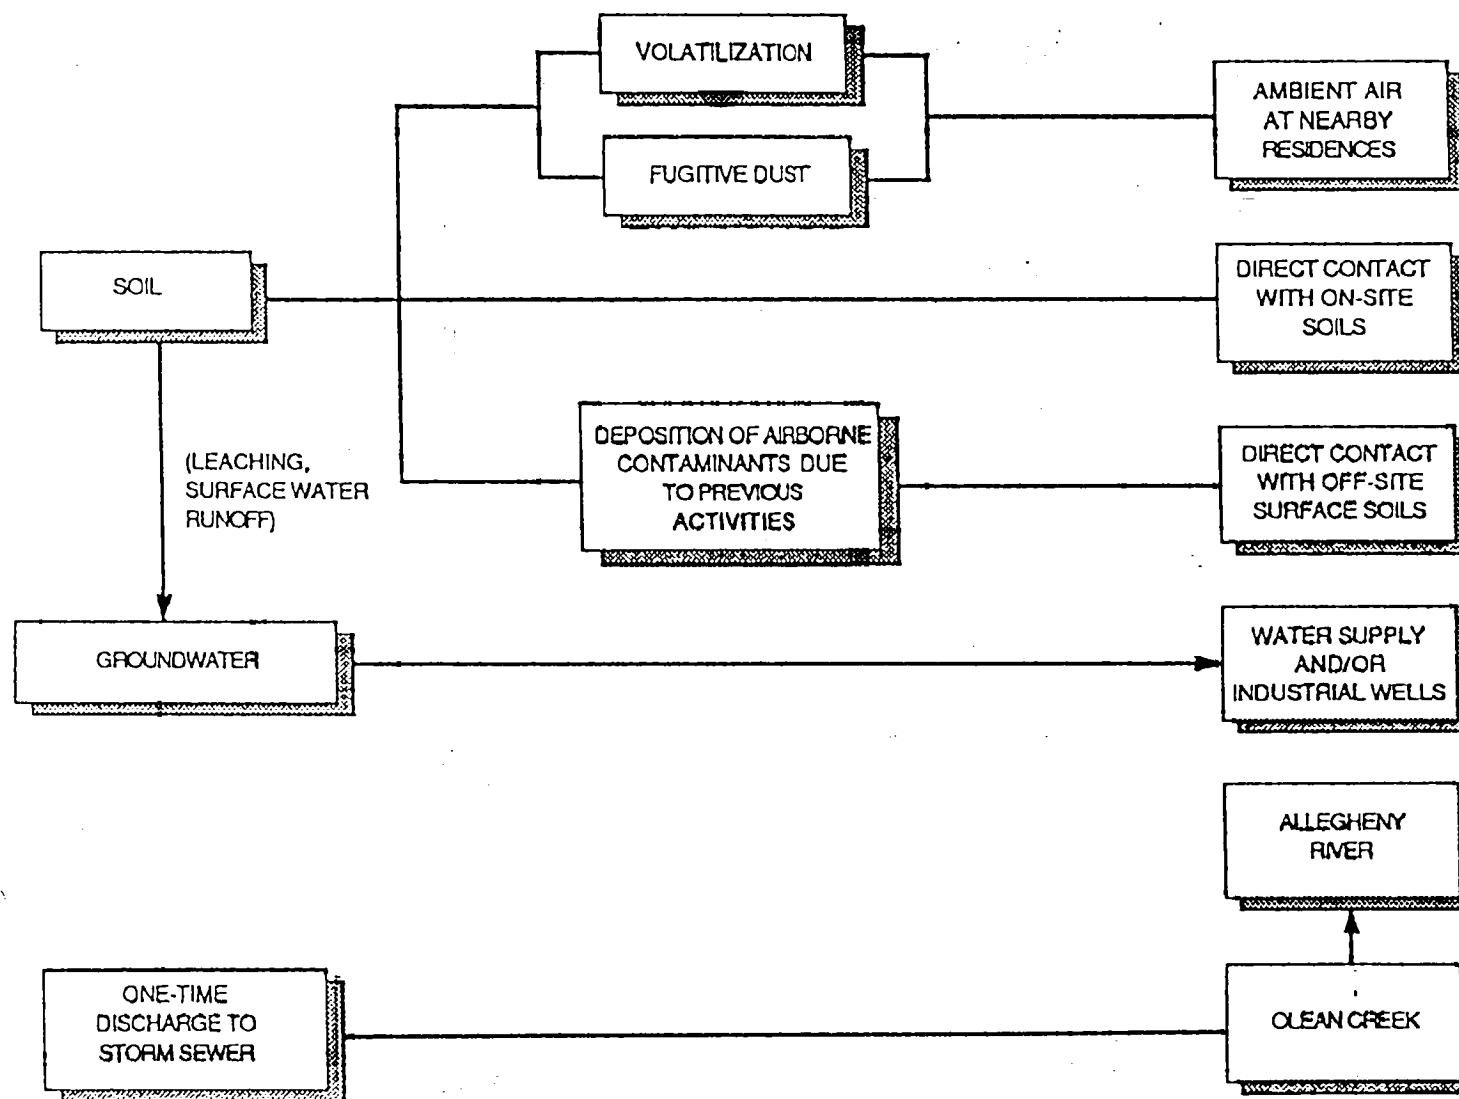 VOLATILIZATION
FUGITIVE DUST
AMBIENT AIR
AT NEARBY
RESIDENCES
SOIL
DIRECT CONTACT
WITH ON-SITE
SOILS
(LEACHING,
SURFACE WATER
RUNOFF)
DEPOSITION OF AIRBORNE
CONTAMINANTS DUE
TO PREVIOUS
ACTIVITIES
DIRECT CONTACT
WITH OFF-SITE
SURFACE SOILS
GROUNDWATER
WATER SUPPLY
AND/OR
INDUSTRIAL WELLS
ALLEGHENY
RIVER
ONE-TIME
DISCHARGE TO
STORM SEWER
OLEAN CREEK